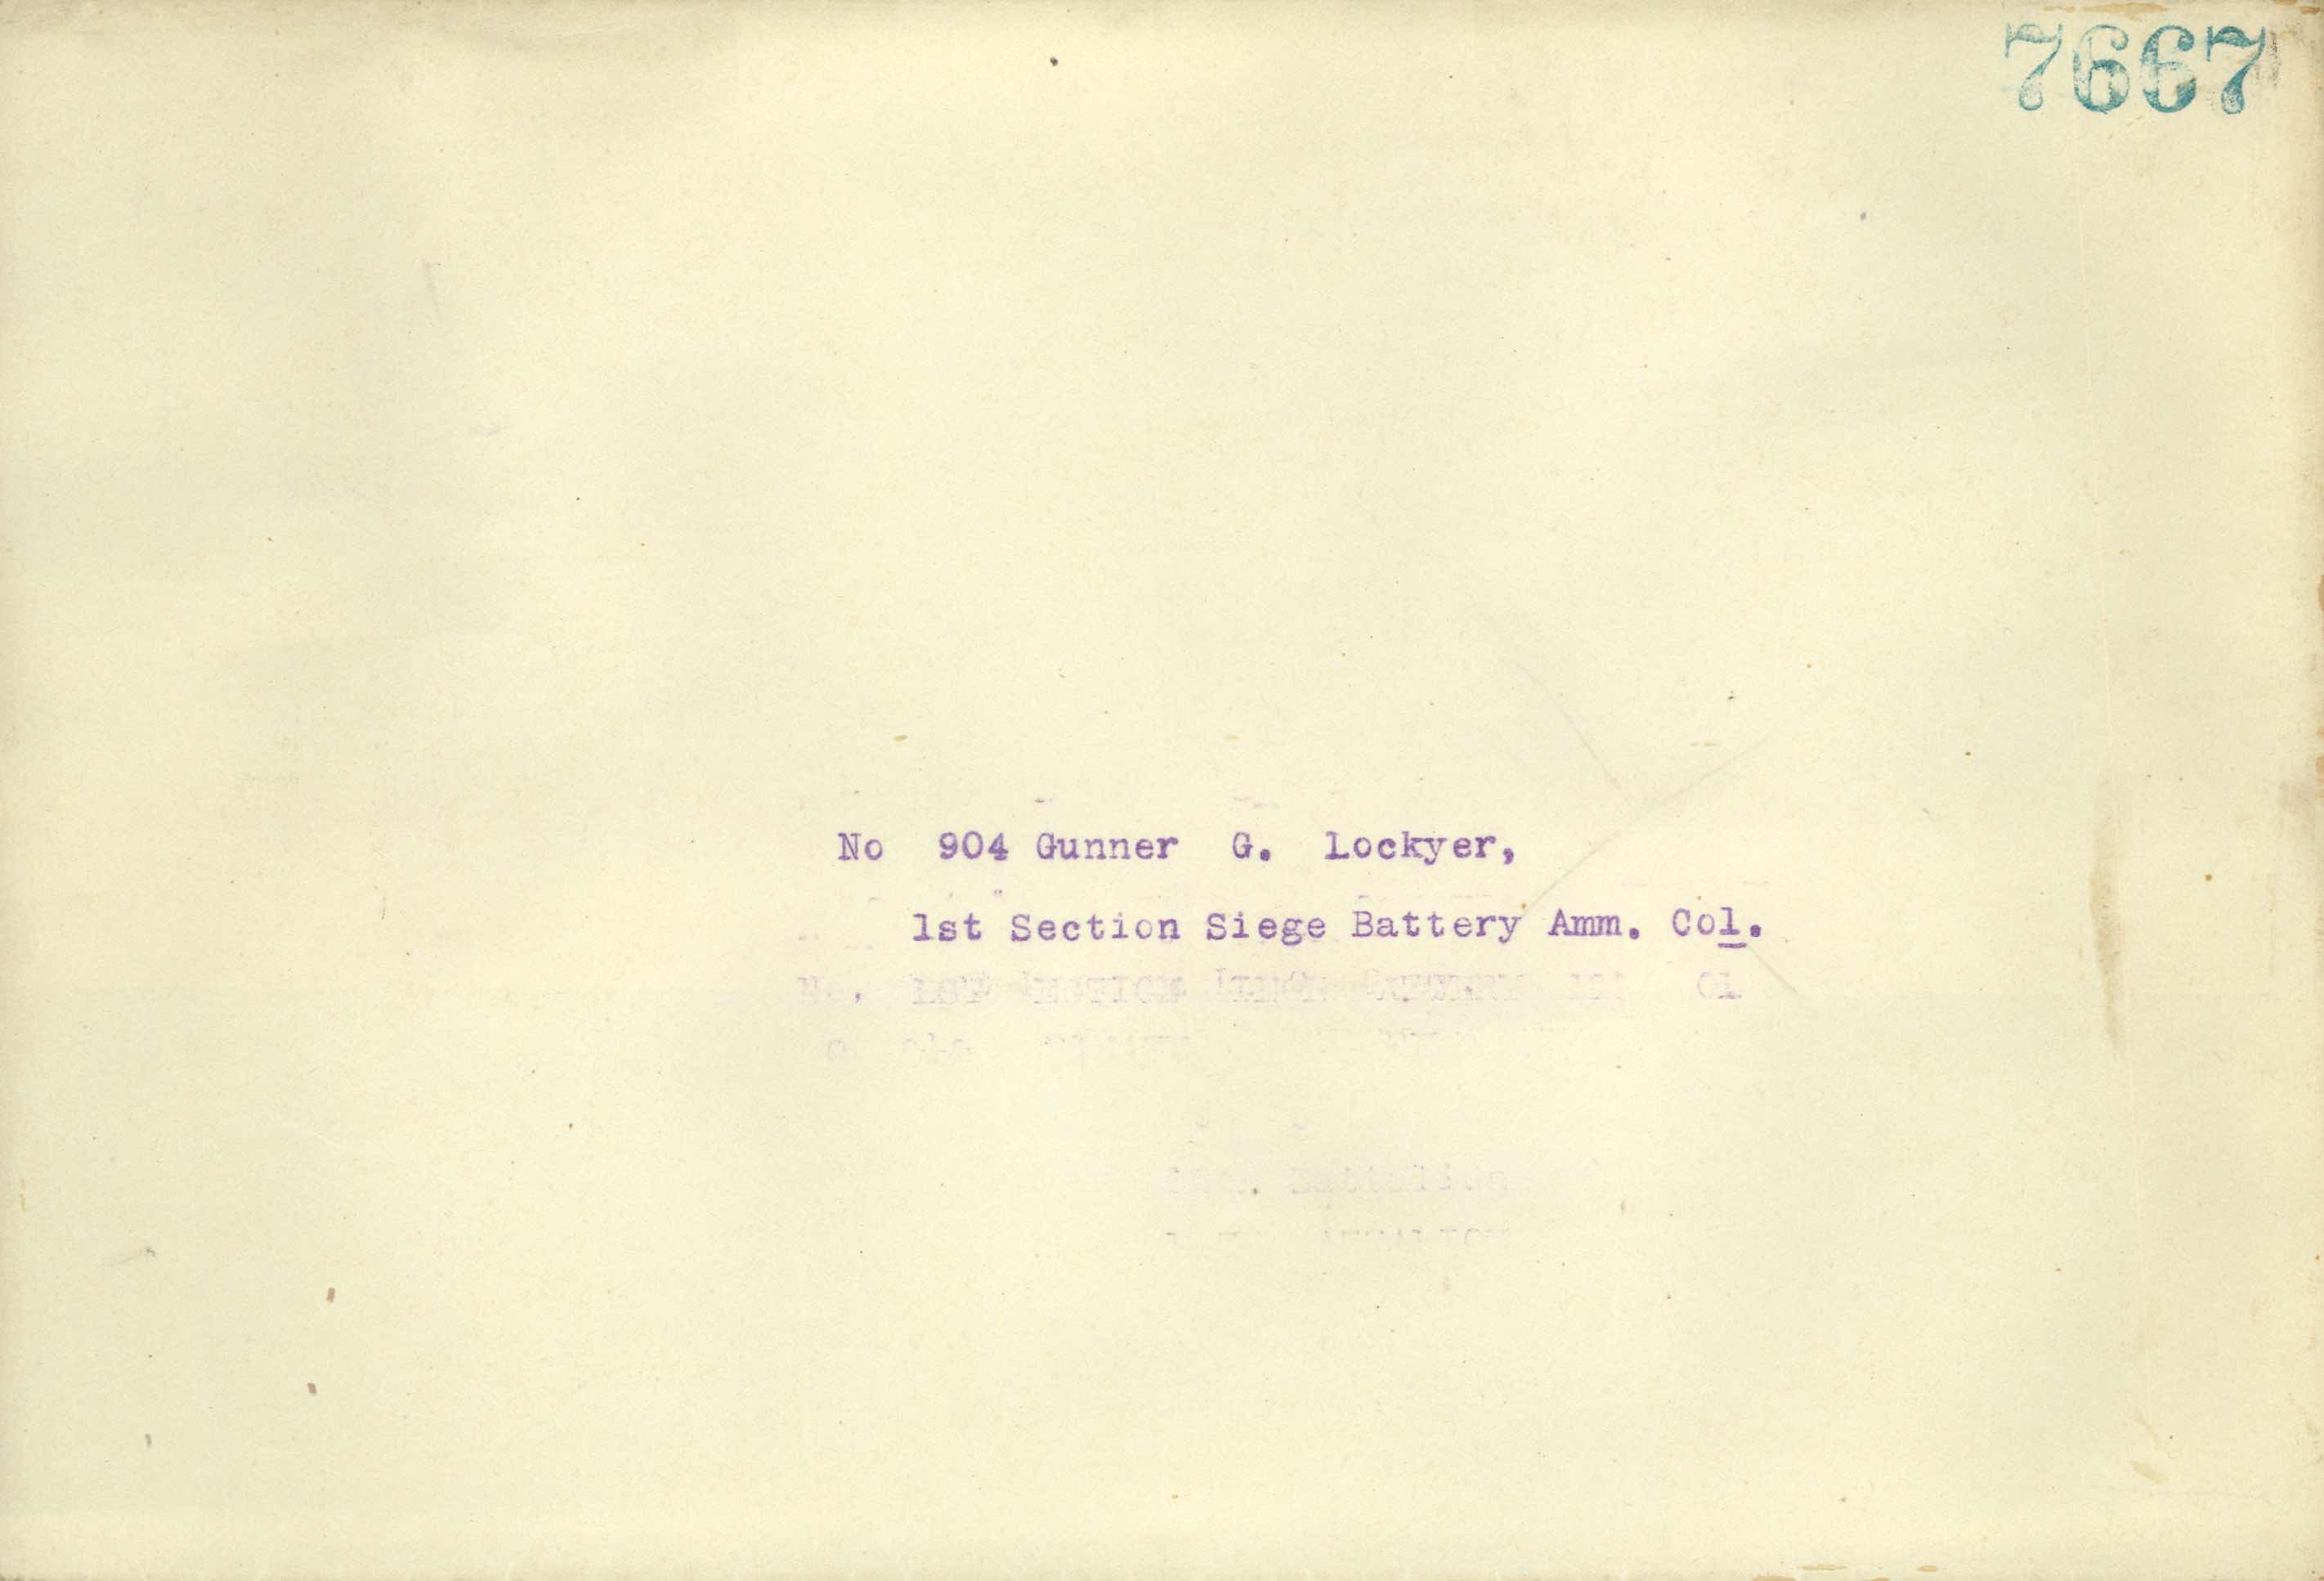 7667
No 904 Gunner G. Lockyer,
1st Section Siege Battery Amm. Col.